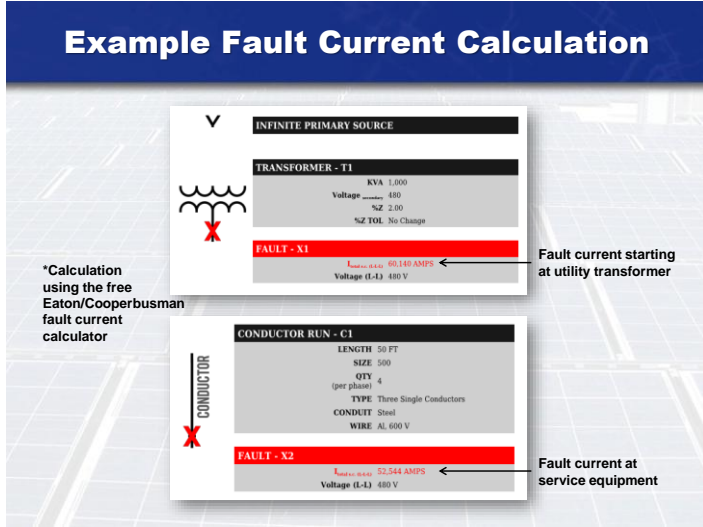 Example Fault Current Calculation
INFINITE PRIMARY SOURCE
TRANSFORMER - T1
KVA 1,000
Voltage secondary 480
%Z 2.00
%Z TOL No Change
FAULT - X1
Itotal s.c. (L-L-L) 60,140 AMPS
Voltage (L-L) 480 V
Fault current starting
at utility transformer
*Calculation
using the free
Eaton/Cooperbusman
fault current
calculator
CONDUCTOR RUN - C1
LENGTH 50 FT
SIZE 500
QTY
(per phase) 4
TYPE Three Single Conductors
CONDUIT Steel
WIRE Al, 600 V
CONDUCTOR
FAULT - X2
Itotal s.c. (L-L-L) 52,544 AMPS
Voltage (L-L) 480 V
Fault current at
service equipment